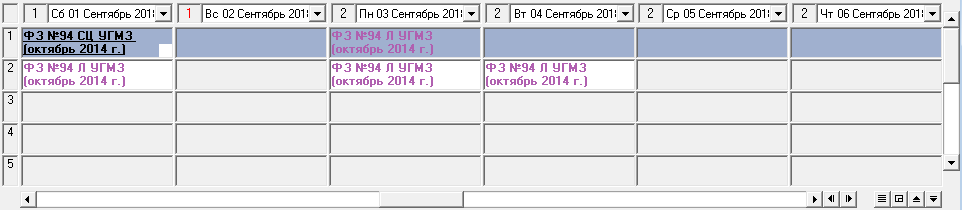 1 Сб 01 Сентябрь 201 1 Вс 02 Сентябрь 201 2 Пн 03 Сентябрь 201 2 Вт 04 Сентябрь 201 2 Ср 05 Сентябрь 201 2 Чт 06 Сентябрь 201
1 ФЗ №94 СЦ УГМЗ ФЗ №94 Л УГМЗ
(октябрь 2014 г.) (октябрь 2014 г.)
2 ФЗ №94 Л УГМЗ ФЗ №94 Л УГМЗ ФЗ №94 Л УГМЗ
(октябрь 2014 г.) (октябрь 2014 г.) (октябрь 2014 г.)
3
4
5